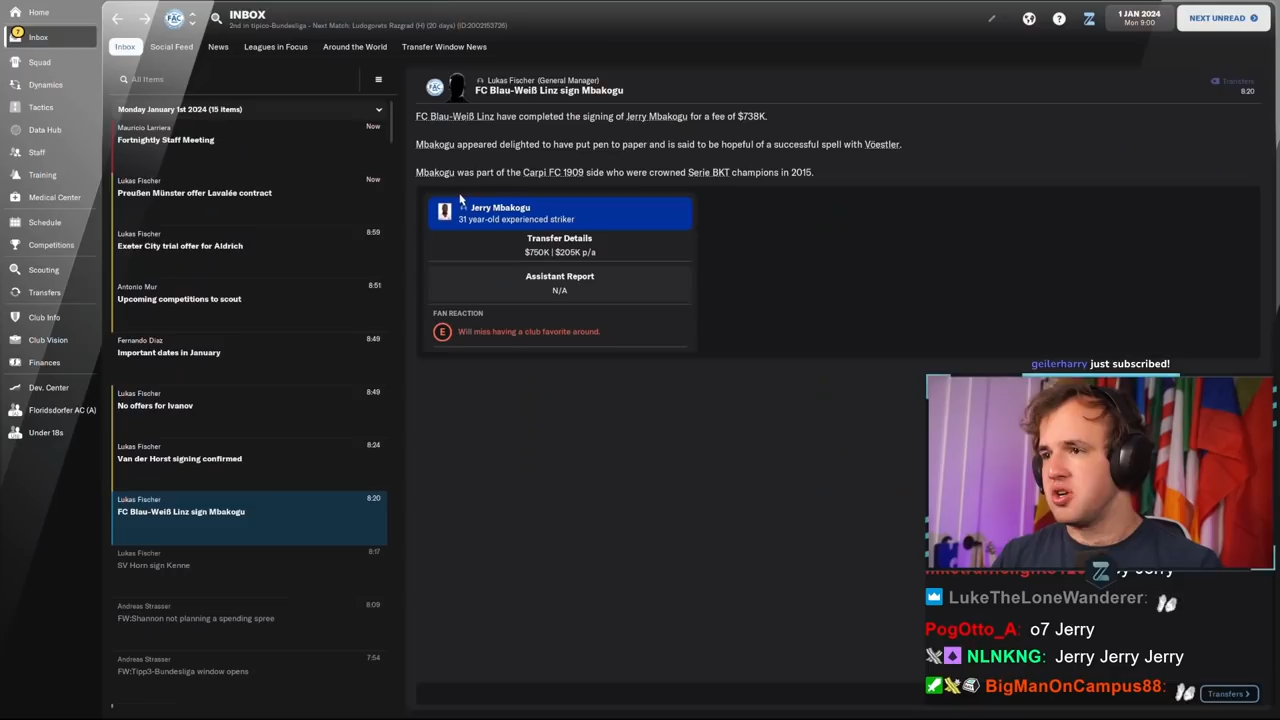 Home
Inbox
7
Squad
Dynamics
Tactics
Data Hub
Staff
Training
Medical Center
Schedule
Competitions
Scouting
Transfers
Club Info
Club Vision
Finances
Dev. Center
Floridsdorfer AC (A)
Under 18s
FAC
INBOX
2nd in tipico-Bundesliga - Next Match: Ludogorets Razgrad (H) (20 days) (ID:2002153726)
1 JAN 2024
Mon 9:00
NEXT UNREAD
Inbox
Social Feed
News
Leagues in Focus
Around the World
Transfer Window News
All Items
Monday January 1st 2024 (15 items)
Mauricio Larriera
Now
Fortnightly Staff Meeting
Lukas Fischer
Now
Preußen Münster offer Lavalée contract
Lukas Fischer
8:59
Exeter City trial offer for Aldrich
Antonio Mur
8:51
Upcoming competitions to scout
Fernando Diaz
8:49
Important dates in January
Lukas Fischer
8:49
No offers for Ivanov
Lukas Fischer
8:24
Van der Horst signing confirmed
Lukas Fischer
8:20
FC Blau-Weiß Linz sign Mbakogu
Lukas Fischer
8:17
SV Horn sign Kenne
Andreas Strasser
8:09
FW:Shannon not planning a spending spree
Andreas Strasser
7:54
FW:Tipp3-Bundesliga window opens
FAC
Lukas Fischer (General Manager)
FC Blau-Weiß Linz sign Mbakogu
Transfers
8:20
FC Blau-Weiß Linz have completed the signing of Jerry Mbakogu for a fee of $738K.
Mbakogu appeared delighted to have put pen to paper and is said to be hopeful of a successful spell with Vöestler.
Mbakogu was part of the Carpi FC 1909 side who were crowned Serie BKT champions in 2015.
Jerry Mbakogu
31 year-old experienced striker
Transfer Details
$750K | $205K p/a
Assistant Report
N/A
FAN REACTION
E
Will miss having a club favorite around.
geilerharry just subscribed!
Jerry
LukeTheLoneWanderer:
PogOtto_A: o7 Jerry
NLNKNG: Jerry Jerry Jerry
BigManOnCampus88:
Transfers >